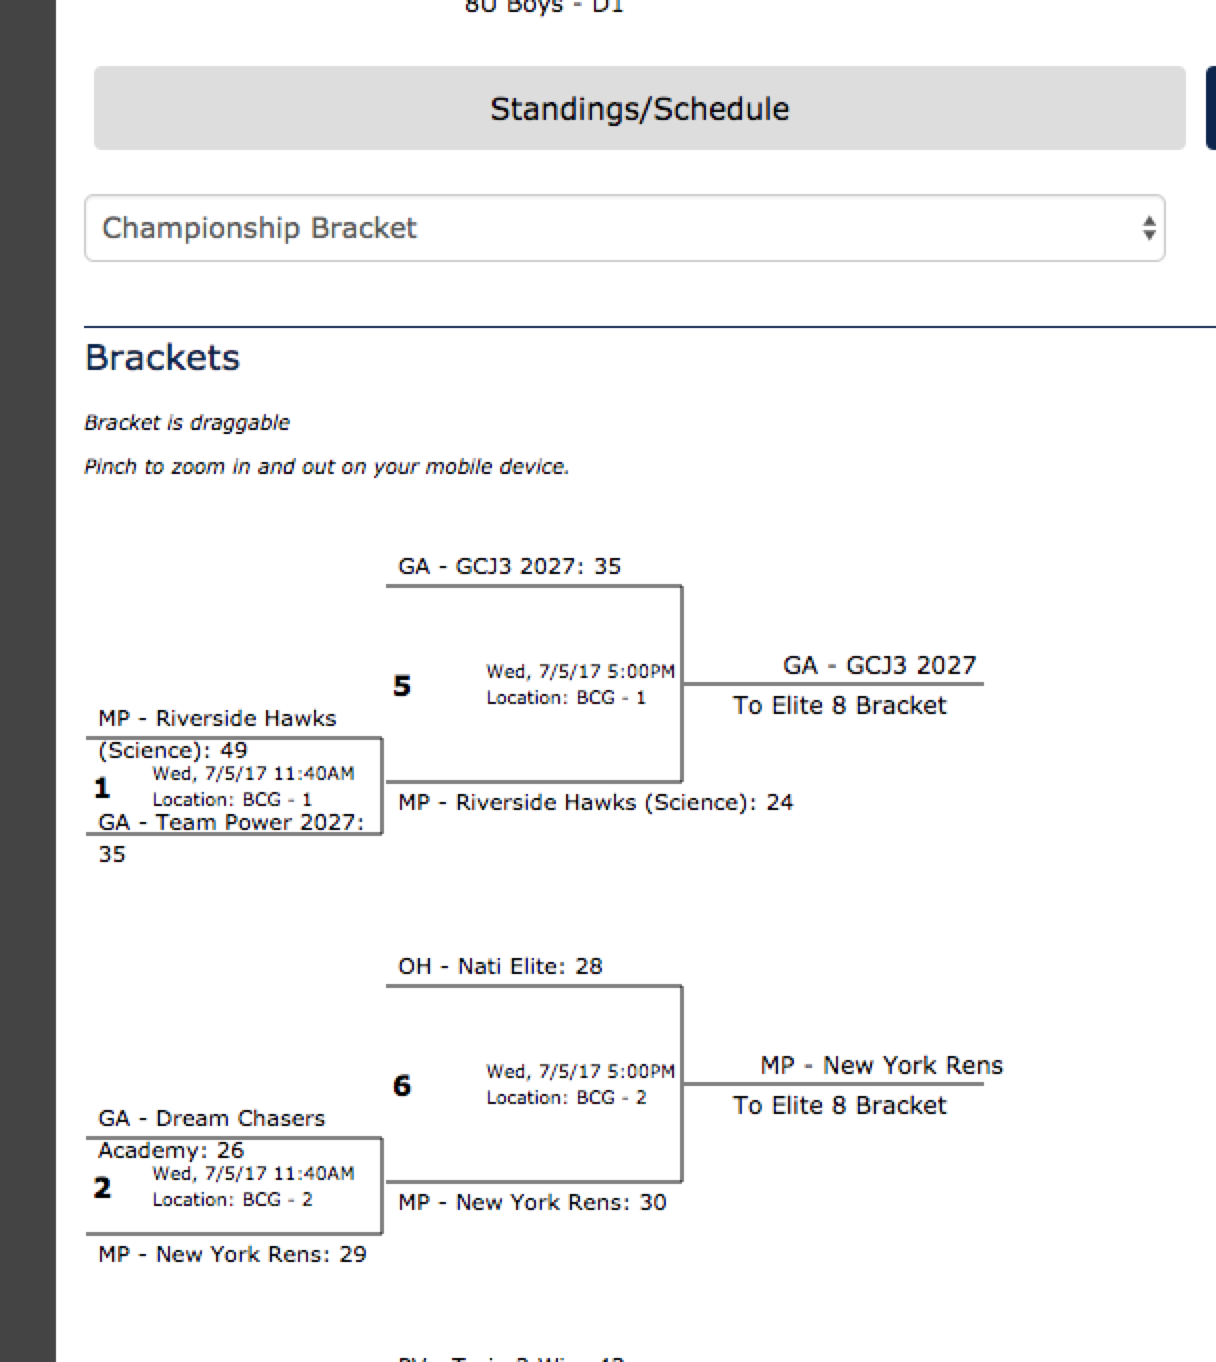 8U Boys - D1
Standings/Schedule
Championship Bracket
Brackets
Bracket is draggable
Pinch to zoom in and out on your mobile device.
GA - GCJ3 2027: 35
5
Wed, 7/5/17 5:00PM
Location: BCG - 1
GA - GCJ3 2027
To Elite 8 Bracket
MP - Riverside Hawks
(Science): 49
1
Wed, 7/5/17 11:40AM
Location: BCG - 1
GA - Team Power 2027:
35
MP - Riverside Hawks (Science): 24
OH - Nati Elite: 28
6
Wed, 7/5/17 5:00PM
Location: BCG - 2
MP - New York Rens
To Elite 8 Bracket
GA - Dream Chasers
Academy: 26
2
Wed, 7/5/17 11:40AM
Location: BCG - 2
MP - New York Rens: 30
MP - New York Rens: 29